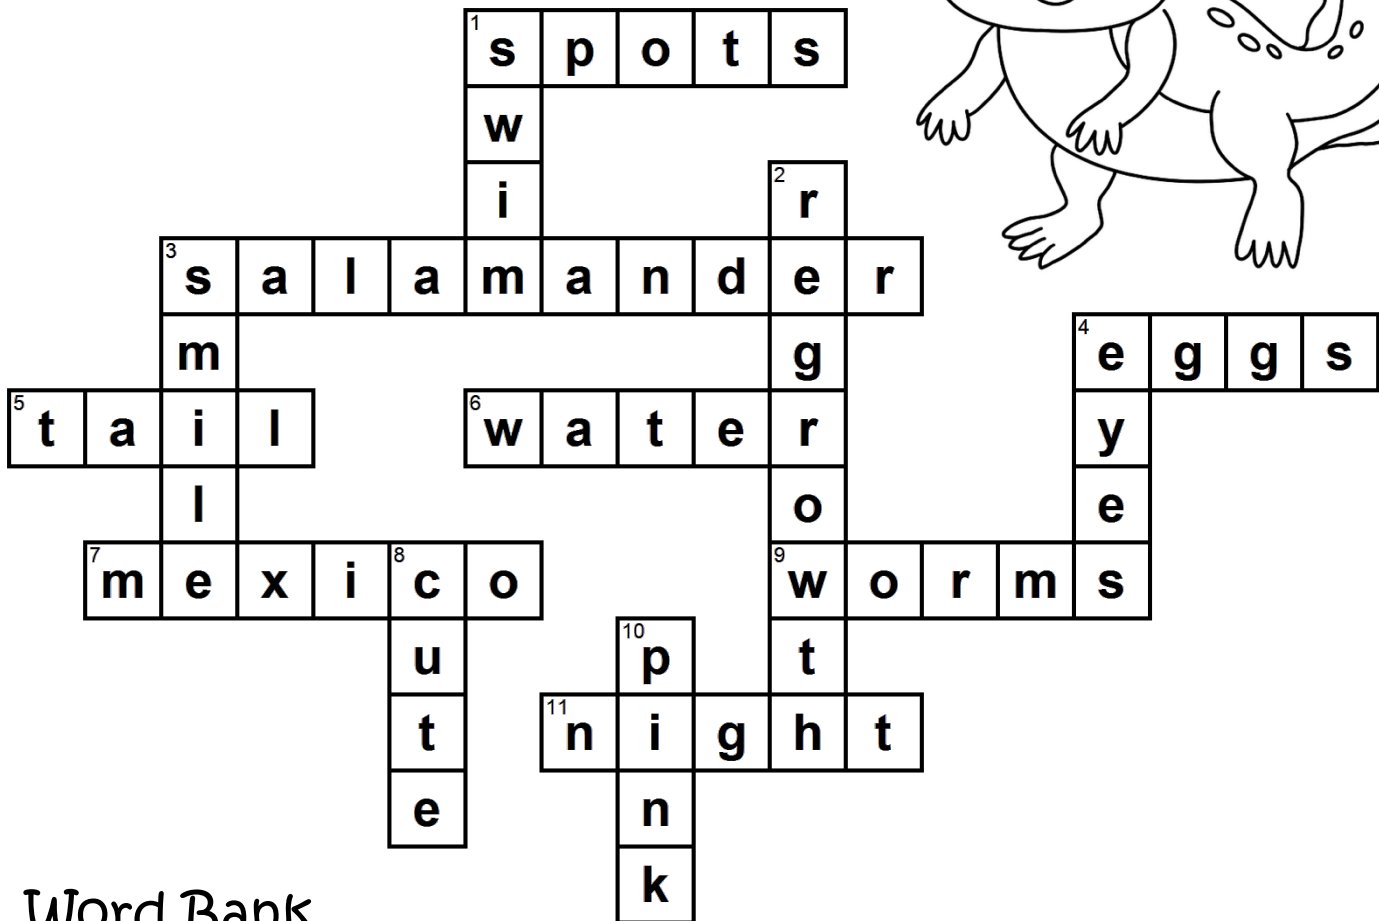 1 s p o t s
w
i 2 r
3 s a l a m a n d e r
m g 4 e g g s
5 t a i l 6 w a t e r y
l o e
7 m e x i 8 c o 9 w o r m s
u 10 p t
t 11 n i g h t
e n
k
Word Bank